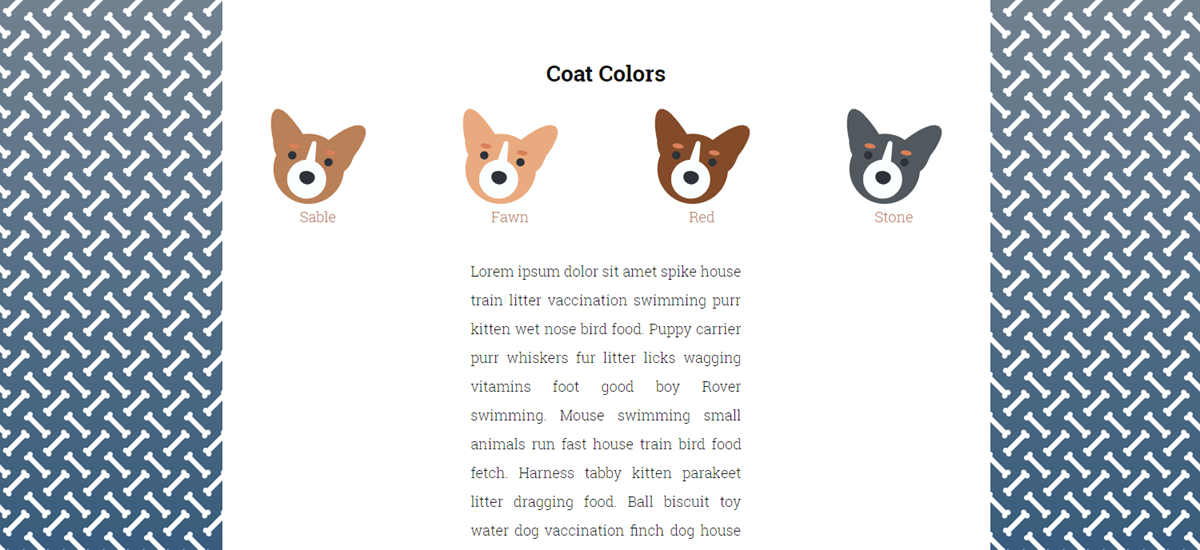 Coat Colors
Sable Fawn Red Stone
Lorem ipsum dolor sit amet spike house
train litter vaccination swimming purr
kitten wet nose bird food. Puppy carrier
purr whiskers fur litter licks wagging
vitamins foot good boy Rover
swimming. Mouse swimming small
animals run fast house train bird food
fetch. Harness tabby kitten parakeet
litter dragging food. Ball biscuit toy
water dog vaccination finch dog house